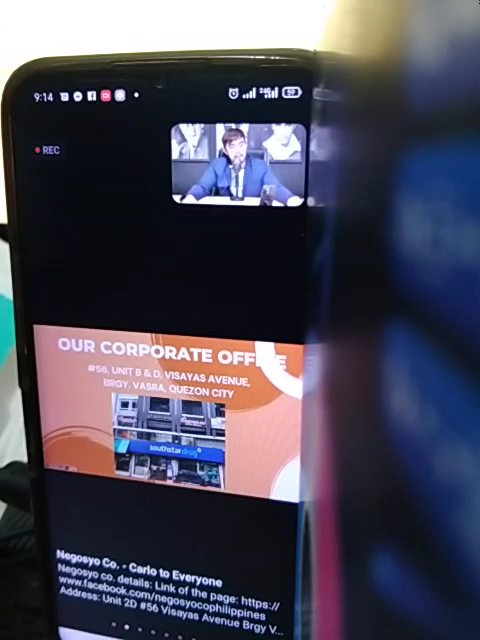 9:14
59
REC
OUR CORPORATE OFFICE
#56, UNIT B & D, VISAYAS AVENUE,
BRGY. VASRA, QUEZON CITY
southstar drug
Negosyo Co. - Carlo to Everyone
Negosyo co. details: Link of the page: https://
www.facebook.com/negosyocophilippines
Address: Unit 2D #56 Visayas Avenue Brgy V...